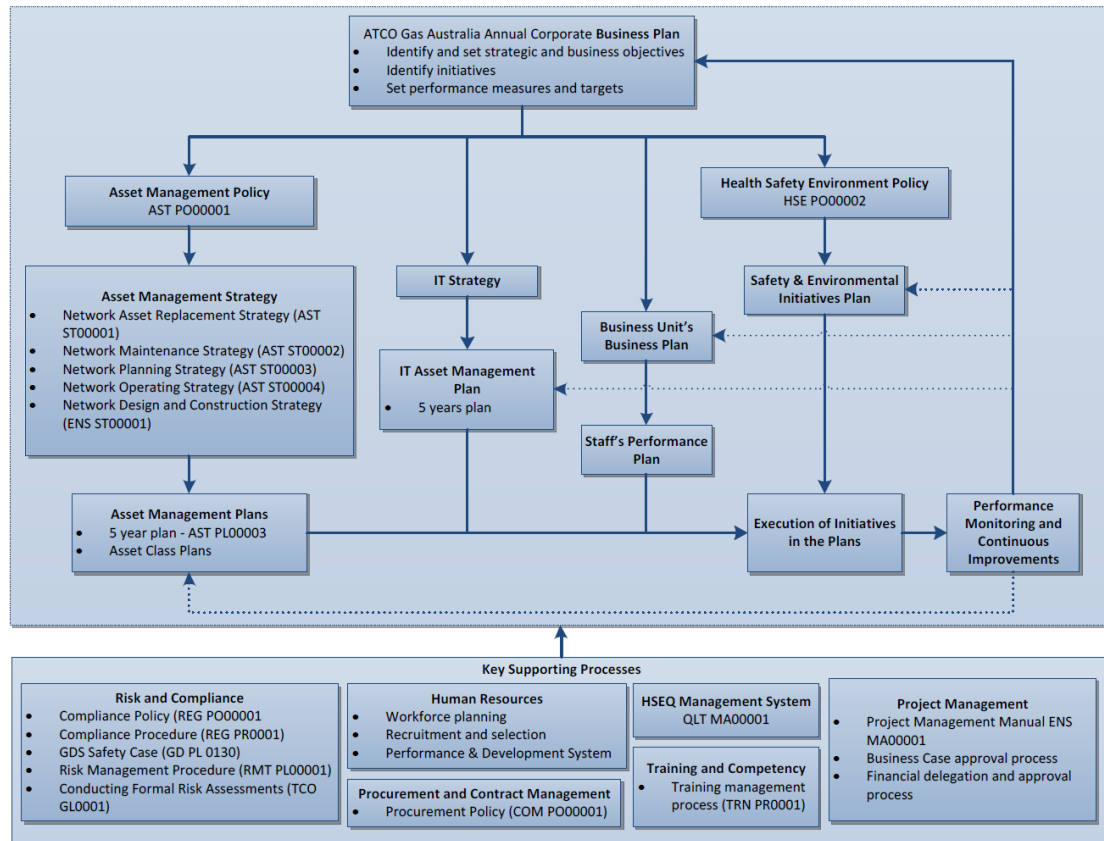 ATCO Gas Australia Annual Corporate Business Plan
• Identify and set strategic and business objectives
• Identify initiatives
• Set performance measures and targets
Asset Management Policy
AST PO00001
Health Safety Environment Policy
HSE PO00002
Asset Management Strategy
• Network Asset Replacement Strategy (AST
ST00001)
• Network Maintenance Strategy (AST ST00002)
• Network Planning Strategy (AST ST00003)
• Network Operating Strategy (AST ST00004)
• Network Design and Construction Strategy
(ENS ST00001)
IT Strategy
Safety & Environmental
Initiatives Plan
Business Unit's
Business Plan
IT Asset Management
Plan
• 5 years plan
Staff's Performance
Plan
Asset Management Plans
• 5 year plan - AST PL00003
• Asset Class Plans
Execution of Initiatives
in the Plans
Performance
Monitoring and
Continuous
Improvements
Key Supporting Processes
Risk and Compliance
• Compliance Policy (REG PO00001
• Compliance Procedure (REG PR0001)
• GDS Safety Case (GD PL 0130)
• Risk Management Procedure (RMT PL00001)
• Conducting Formal Risk Assessments (TCO
GL0001)
Human Resources
• Workforce planning
• Recruitment and selection
• Performance & Development System
Procurement and Contract Management
• Procurement Policy (COM PO00001)
HSEQ Management System
QLT MA00001
Training and Competency
• Training management
process (TRN PR0001)
Project Management
• Project Management Manual ENS
MA00001
• Business Case approval process
• Financial delegation and approval
process